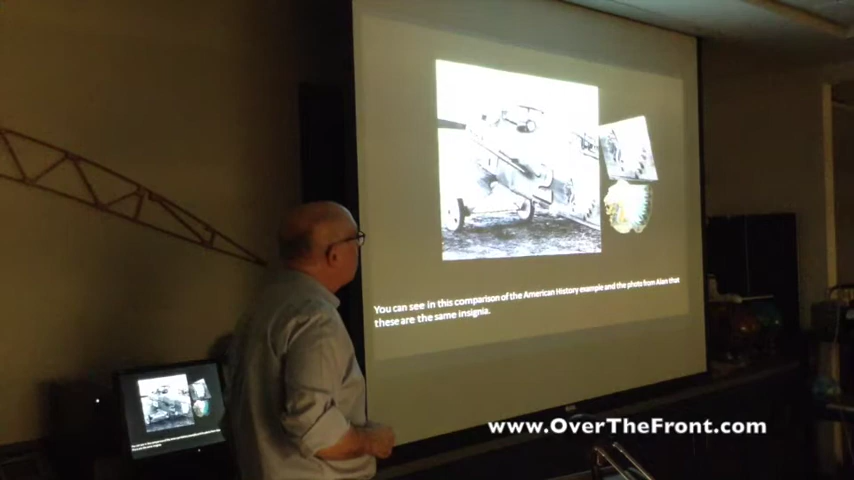 You can see in this comparison of the American History example and the photo from Alan that
these are the same insignia.
www.OverTheFront.com